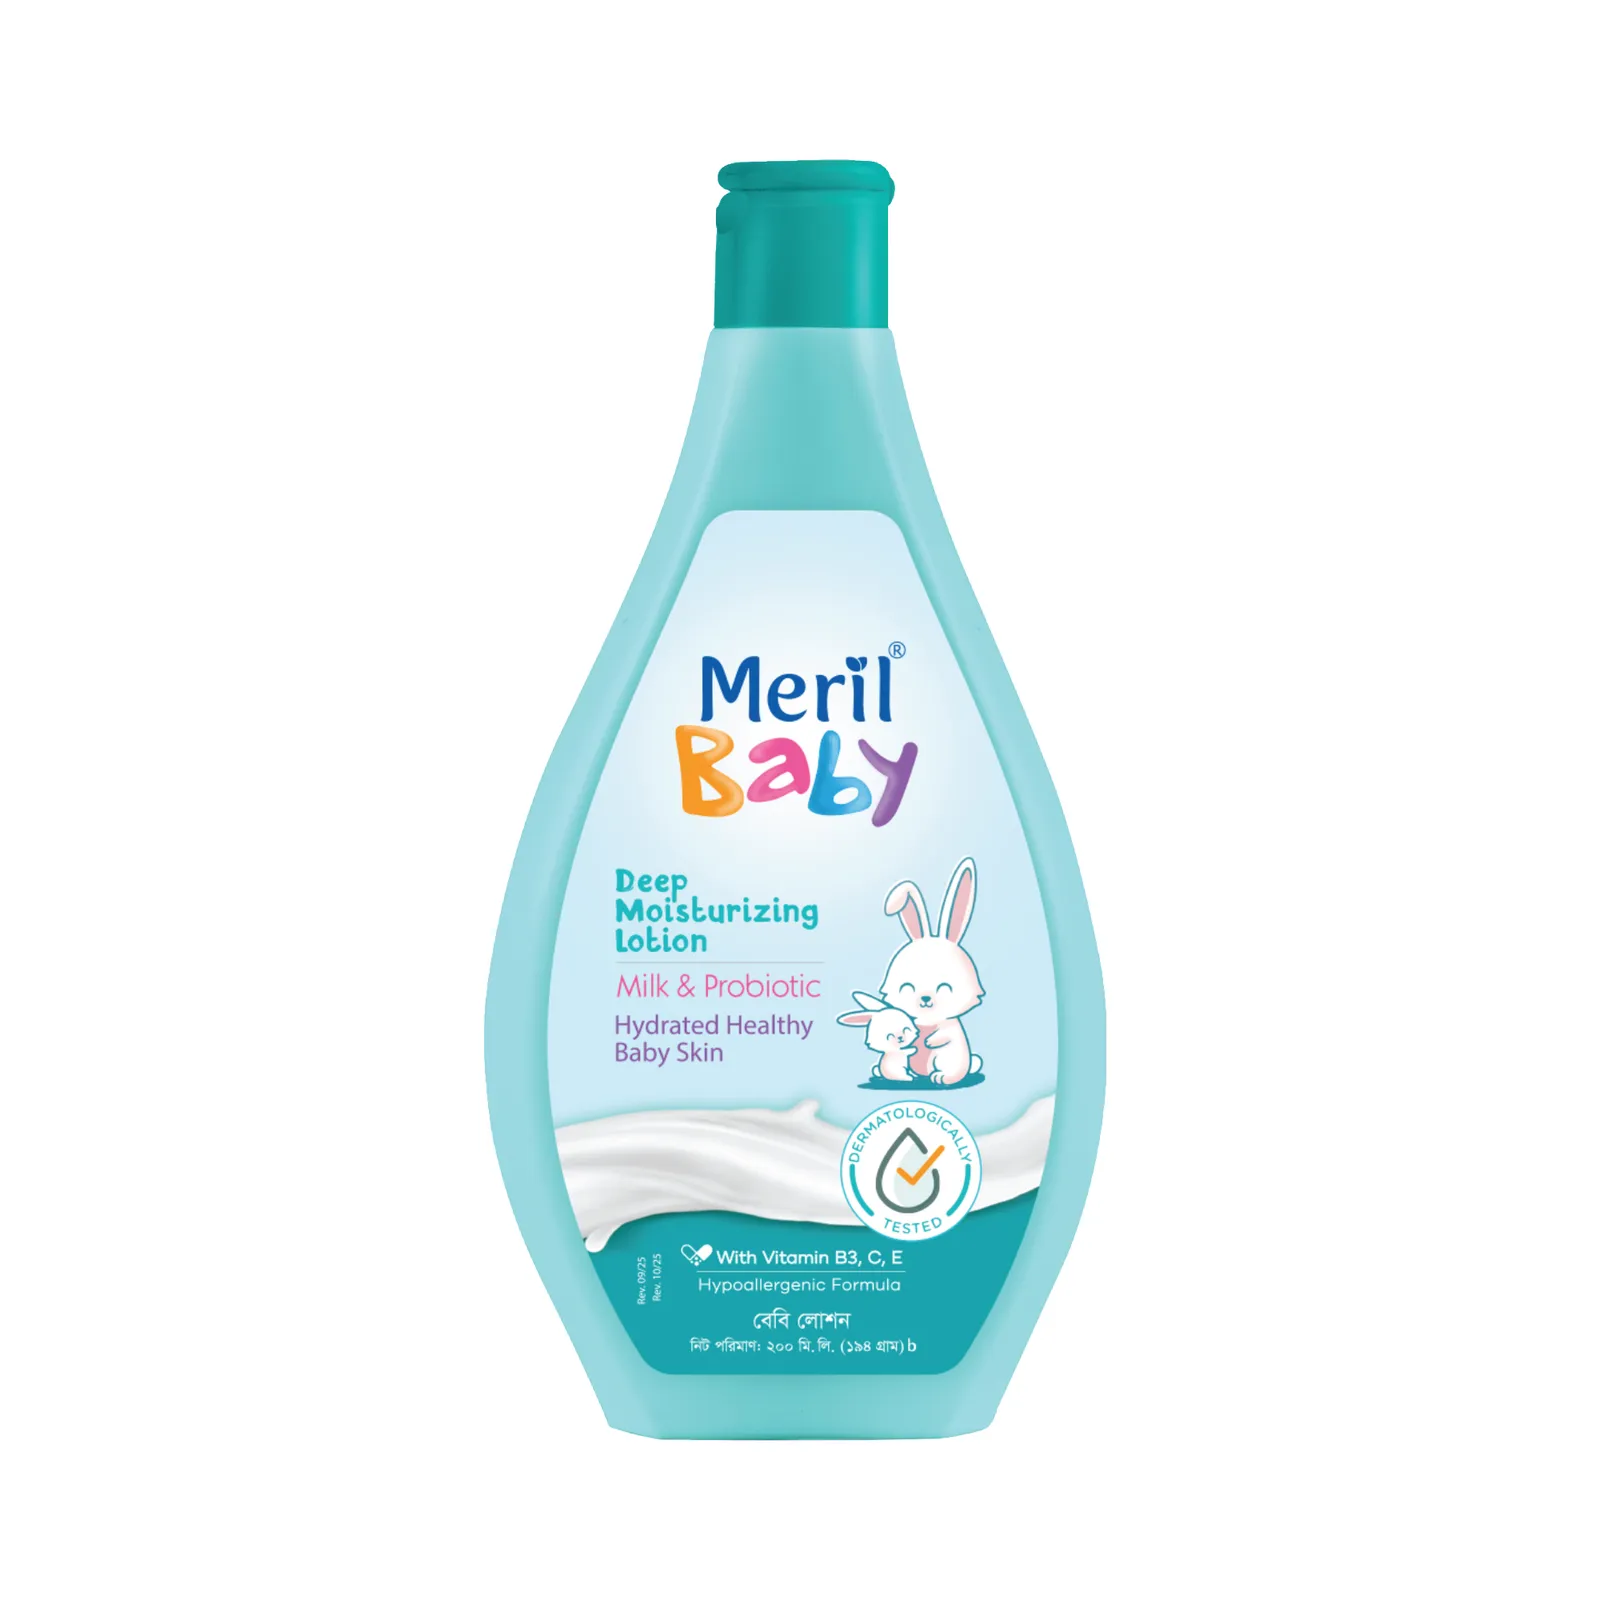 Meril®
Baby
Deep
Moisturizing
Lotion
Milk & Probiotic
Hydrated Healthy
Baby Skin
DERMATOLOGICALLY
TESTED
With Vitamin B3, C, E
Hypoallergenic Formula
Rev. 09/25
Rev. 10/25
বেবি লোশন
নিট পরিমাণ: ২০০ মি. লি. (১৯৪ গ্রাম) b